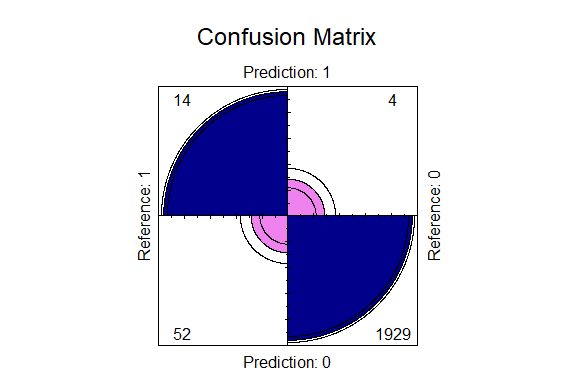 Confusion Matrix
Prediction: 1
14
4
Reference: 1
Reference: 0
52
1929
Prediction: 0